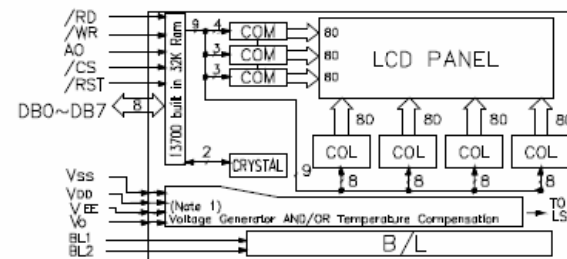 /RD
/WR
A0
/CS
/RST
DB0~DB7
8
13700 built in 32K Ram
9
4
COM
80
3
COM
80
3
COM
80
LCD PANEL
80
80
80
80
COL
COL
COL
COL
2
CRYSTAL
9
8
8
8
8
VSS
VDD
VEE
Vo
(Note 1)
Voltage Generator AND/OR Temperature Compensation
TO
LS
BL1
BL2
B/L